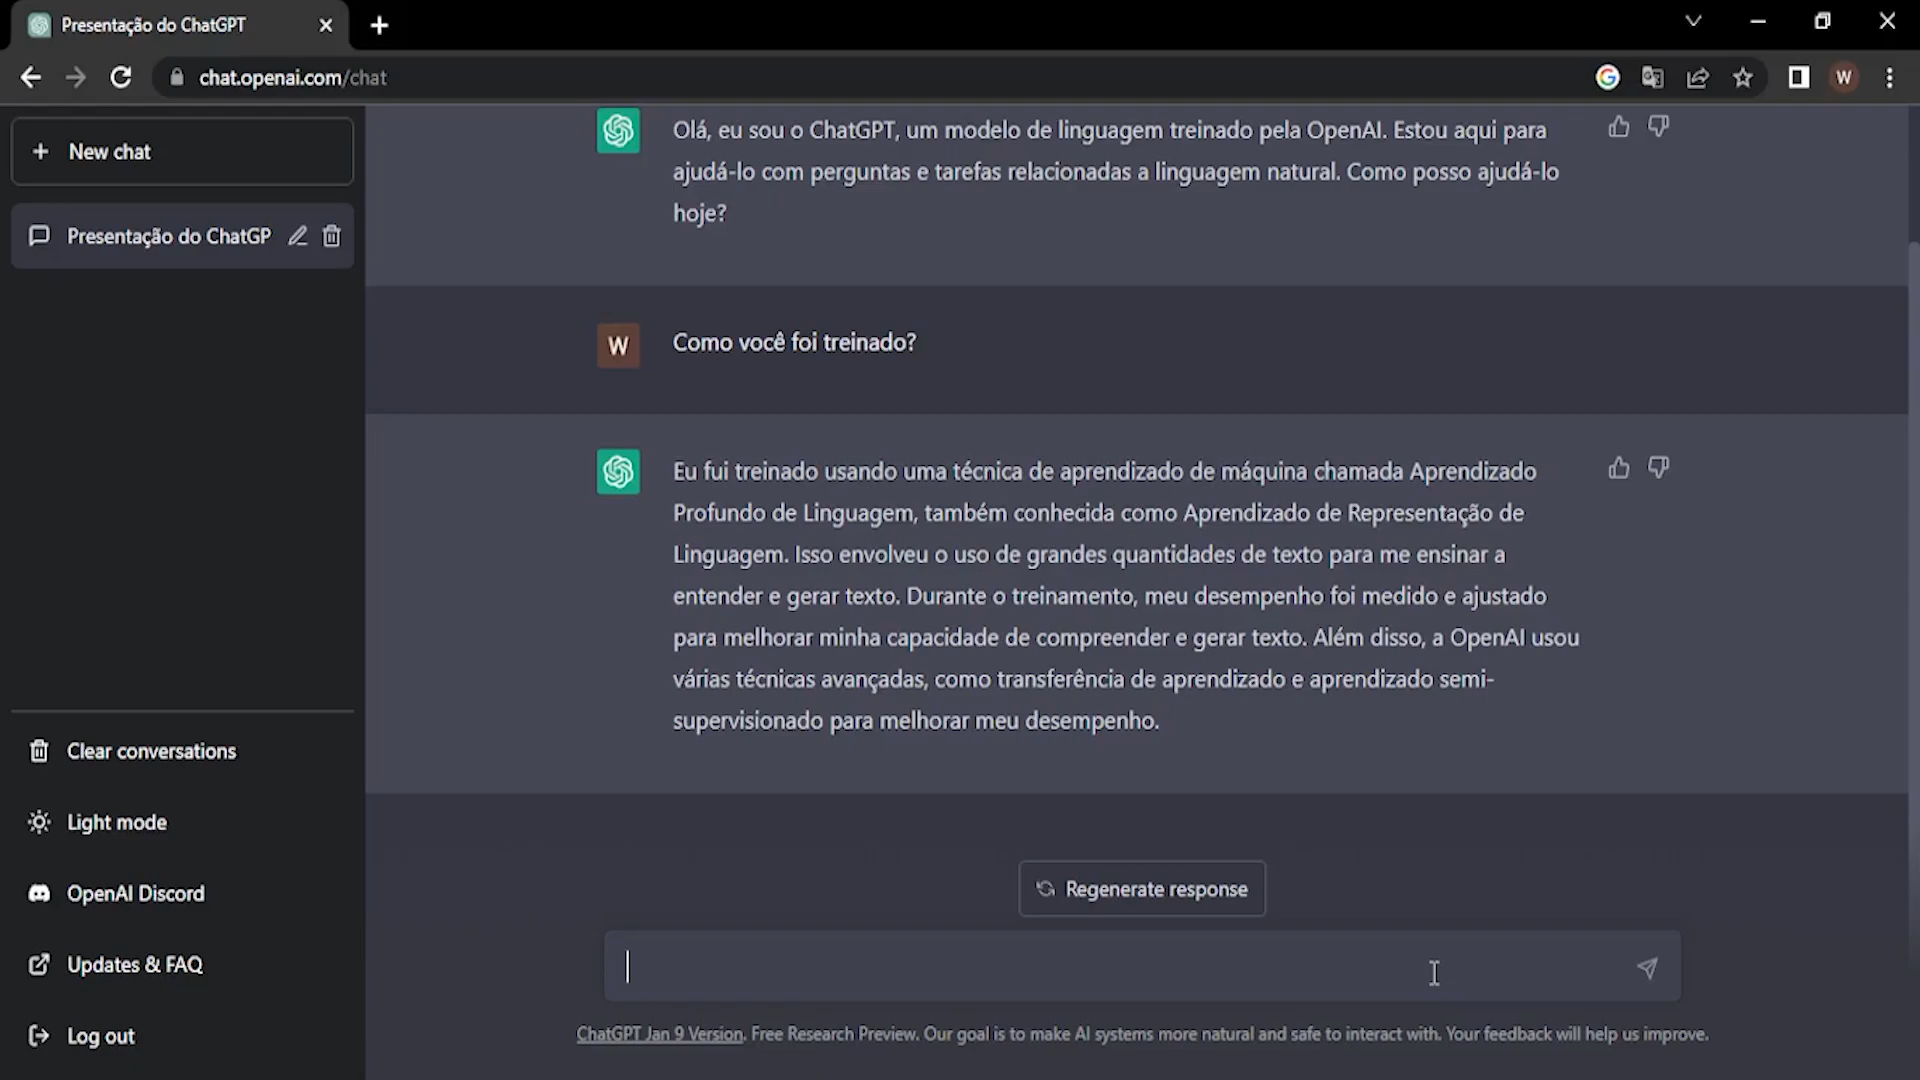 Presentação do ChatGPT
chat.openai.com/chat
W
New chat
Presentação do ChatGP
Olá, eu sou o ChatGPT, um modelo de linguagem treinado pela OpenAI. Estou aqui para
ajudá-lo com perguntas e tarefas relacionadas a linguagem natural. Como posso ajudá-lo
hoje?
W
Como você foi treinado?
Eu fui treinado usando uma técnica de aprendizado de máquina chamada Aprendizado
Profundo de Linguagem, também conhecida como Aprendizado de Representação de
Linguagem. Isso envolveu o uso de grandes quantidades de texto para me ensinar a
entender e gerar texto. Durante o treinamento, meu desempenho foi medido e ajustado
para melhorar minha capacidade de compreender e gerar texto. Além disso, a OpenAI usou
várias técnicas avançadas, como transferência de aprendizado e aprendizado semi-
supervisionado para melhorar meu desempenho.
Clear conversations
Light mode
OpenAI Discord
Updates & FAQ
Log out
Regenerate response
ChatGPT Jan 9 Version. Free Research Preview. Our goal is to make AI systems more natural and safe to interact with. Your feedback will help us improve.